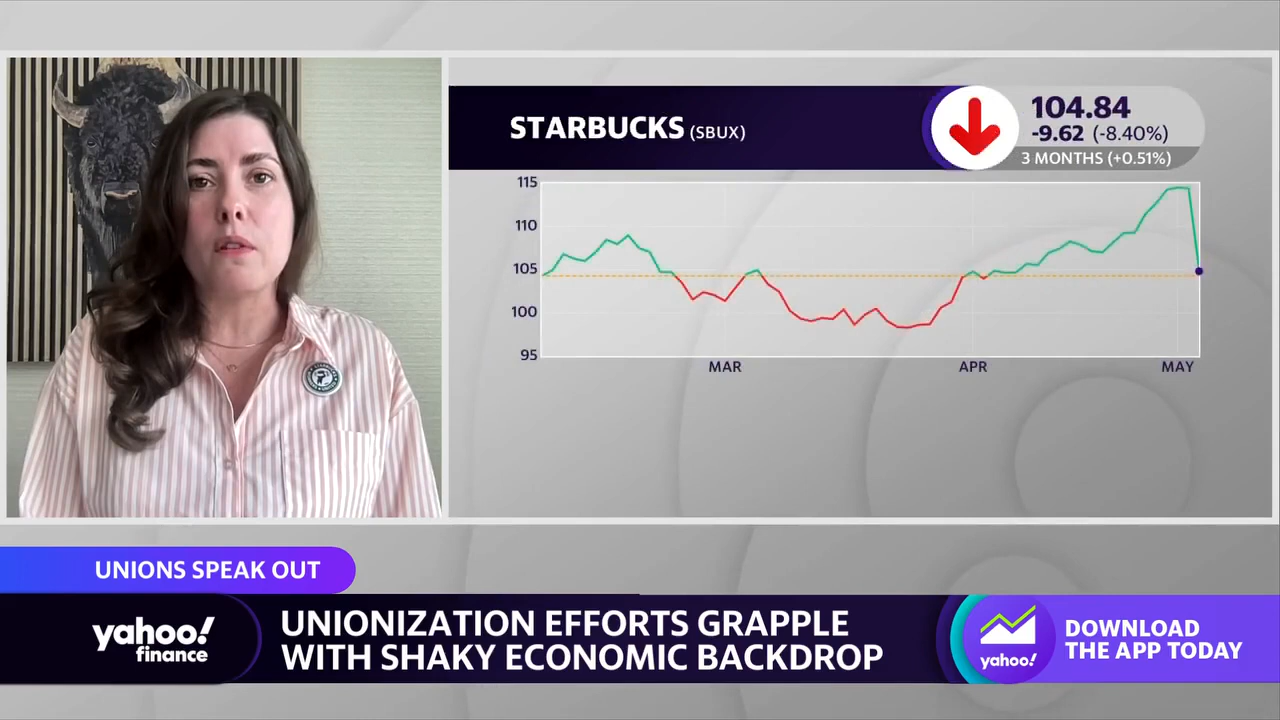 STARBUCKS (SBUX)
104.84
-9.62 (-8.40%)
3 MONTHS (+0.51%)
115
110
105
100
95
MAR APR MAY
UNIONS SPEAK OUT
yahoo!
finance
UNIONIZATION EFFORTS GRAPPLE
WITH SHAKY ECONOMIC BACKDROP
yahoo!
DOWNLOAD
THE APP TODAY